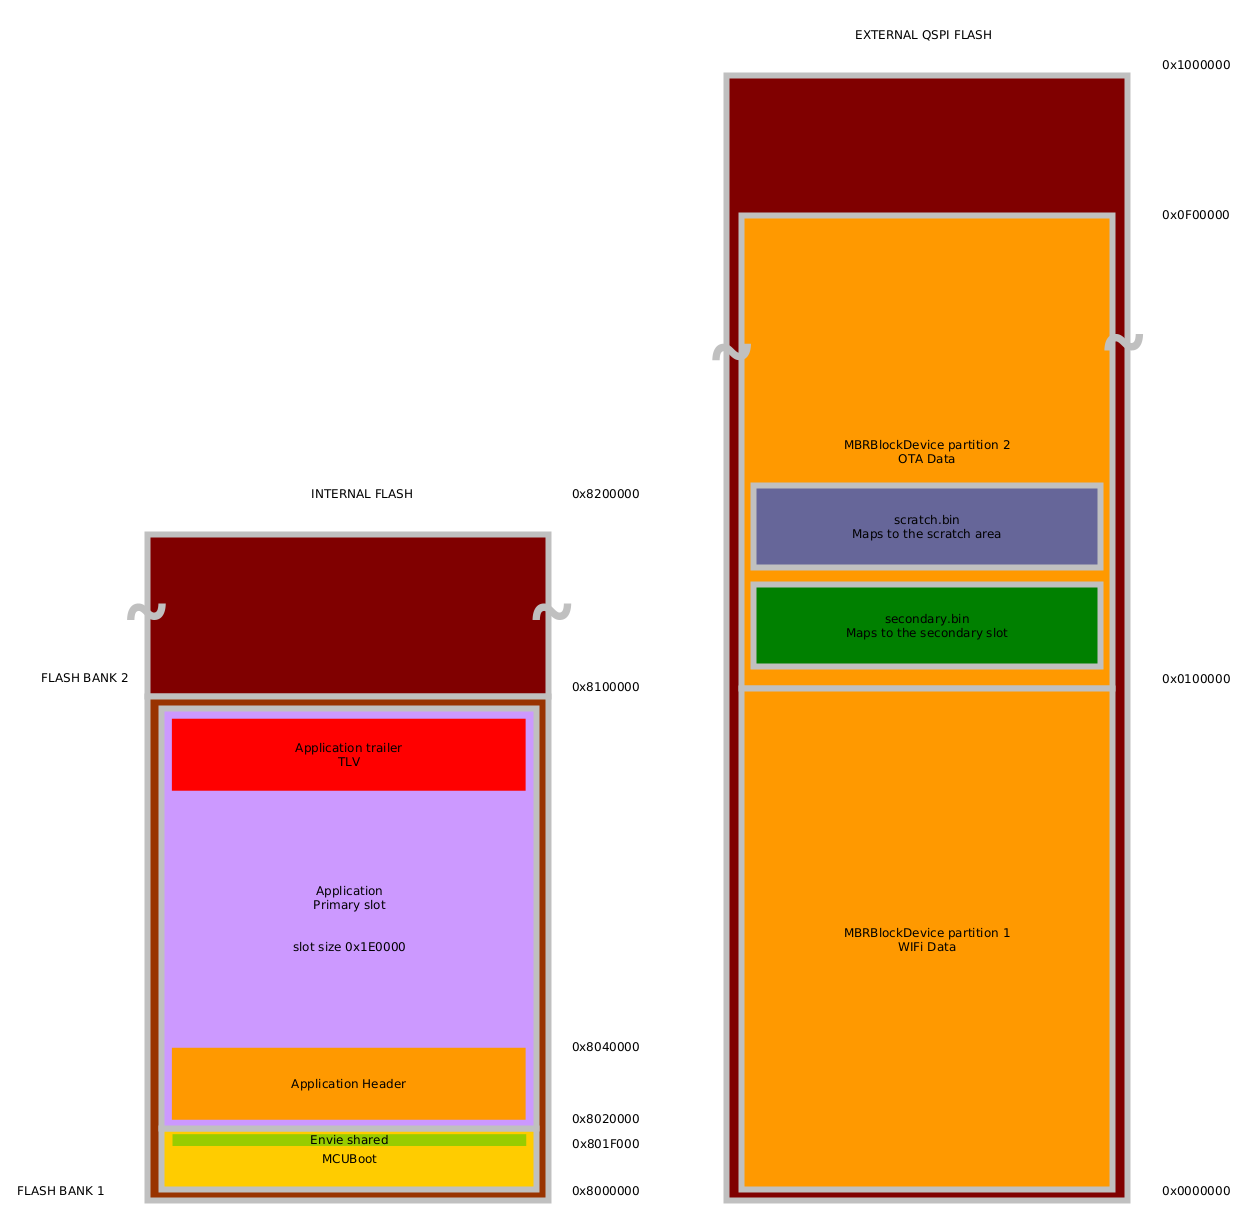 EXTERNAL QSPI FLASH
0x1000000
0x0F00000
MBRBlockDevice partition 2
OTA Data
scratch.bin
Maps to the scratch area
secondary.bin
Maps to the secondary slot
0x0100000
MBRBlockDevice partition 1
WIFi Data
0x0000000
INTERNAL FLASH
0x8200000
FLASH BANK 2
0x8100000
Application trailer
TLV
Application
Primary slot
slot size 0x1E0000
0x8040000
Application Header
0x8020000
Envie shared
0x801F000
MCUBoot
FLASH BANK 1
0x8000000